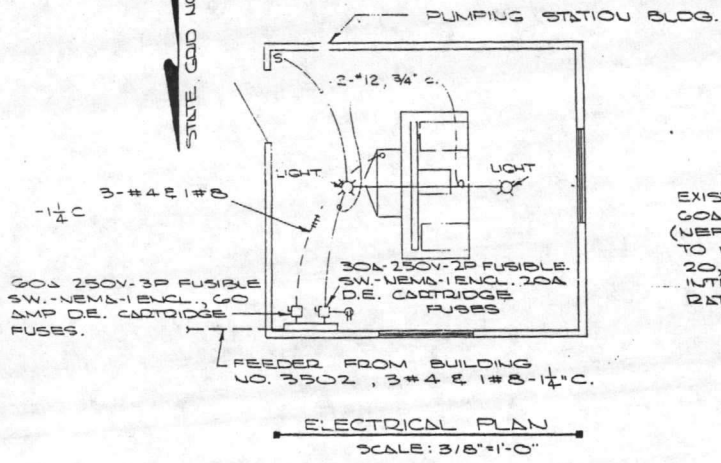 PUMPING STATION BLDG.
STATE GRID
S
2-#12, 3/4" C.
LIGHT
LIGHT
3-#4 & 1#8
-1 1/4 C
60A 250V-3P FUSIBLE
SW.-NEMA-1 ENCL., 60
AMP D.E. CARTRIDGE
FUSES.
30A-250V-2P FUSIBLE
SW.-NEMA-1 ENCL. 20A
D.E. CARTRIDGE
FUSES
EXIS
60A
(NEF
TO
20,
INT
RA
FEEDER FROM BUILDING
NO. 3502, 3#4 & 1#8-1 1/4" C.
ELECTRICAL PLAN
SCALE: 3/8"=1'-0"